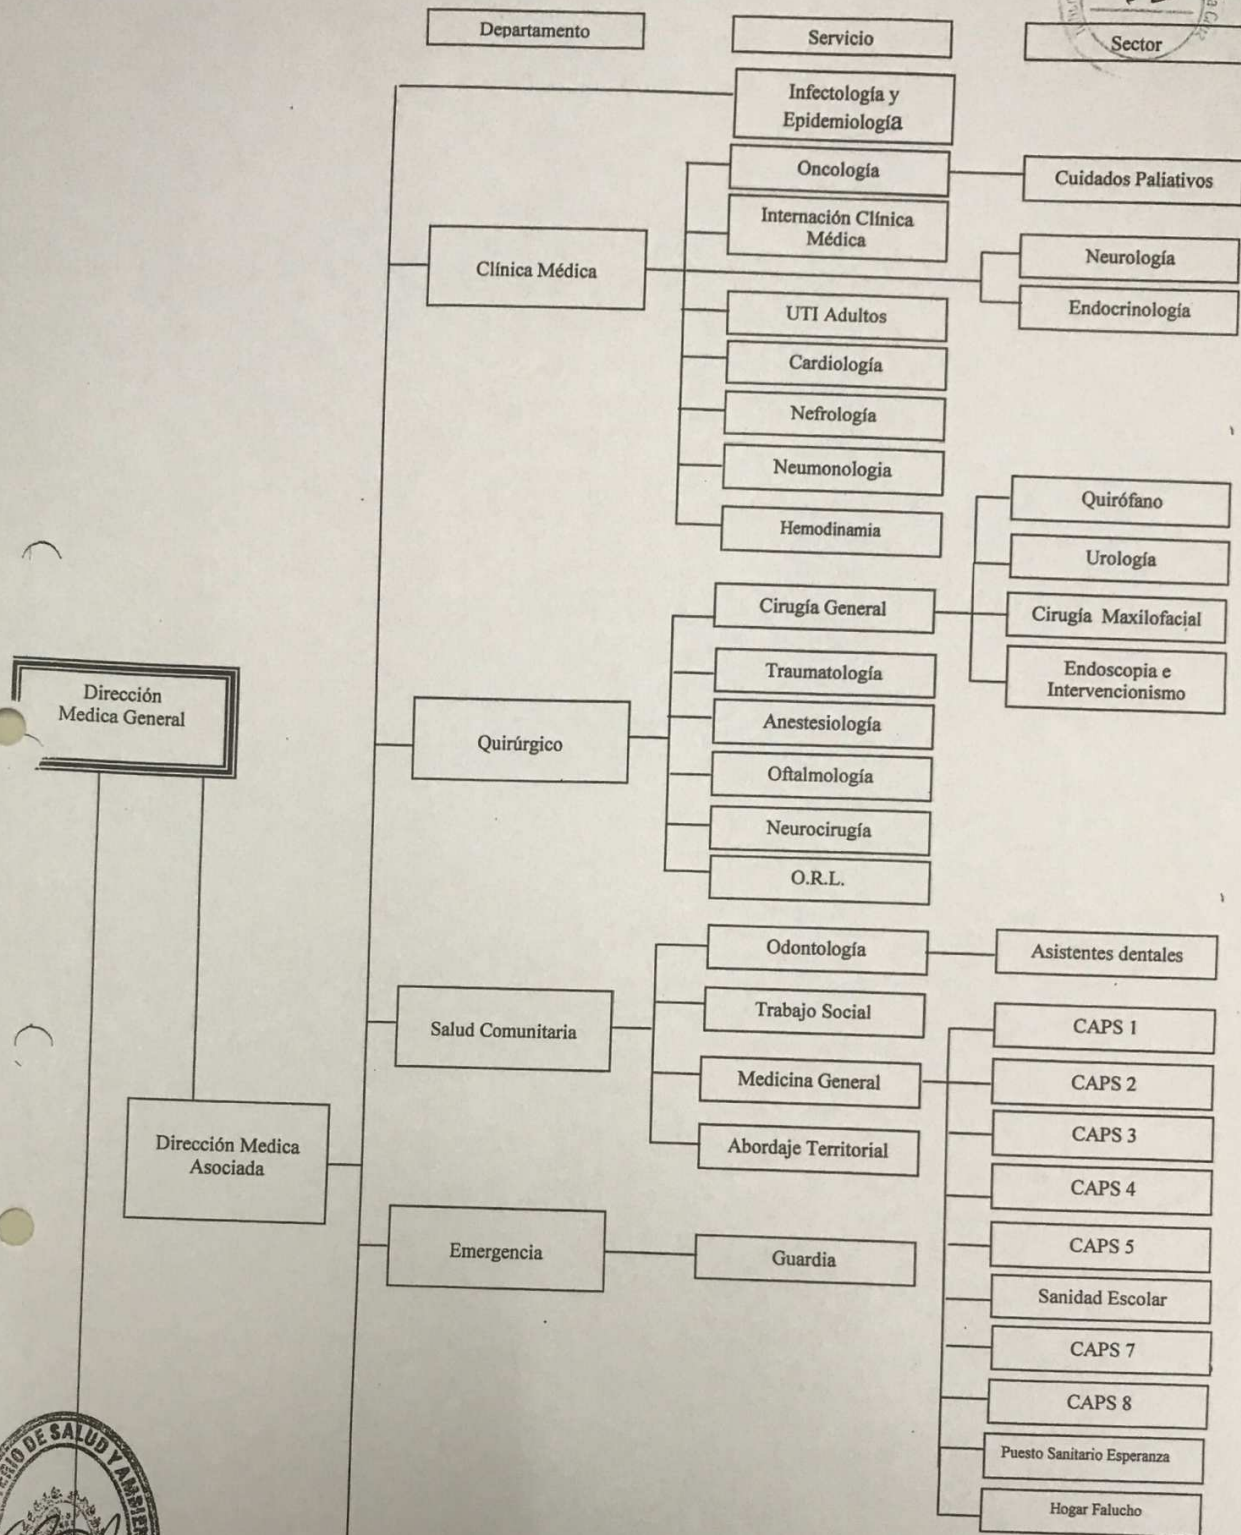 Departamento
Servicio
Sector
Infectología y
Epidemiología
Oncología
Cuidados Paliativos
Internación Clínica
Médica
Clínica Médica
Neurología
Endocrinología
UTI Adultos
Cardiología
Nefrología
Neumonologia
Hemodinamia
Quirófano
Urología
Cirugía General
Cirugía Maxilofacial
Endoscopia e
Intervencionismo
Traumatología
Dirección
Medica General
Quirúrgico
Anestesiología
Oftalmología
Neurocirugía
O.R.L.
Odontología
Asistentes dentales
Salud Comunitaria
Trabajo Social
Medicina General
Abordaje Territorial
CAPS 1
CAPS 2
CAPS 3
CAPS 4
CAPS 5
Sanidad Escolar
CAPS 7
CAPS 8
Puesto Sanitario Esperanza
Hogar Falucho
Dirección Medica
Asociada
Emergencia
Guardia
DE SALUD Y